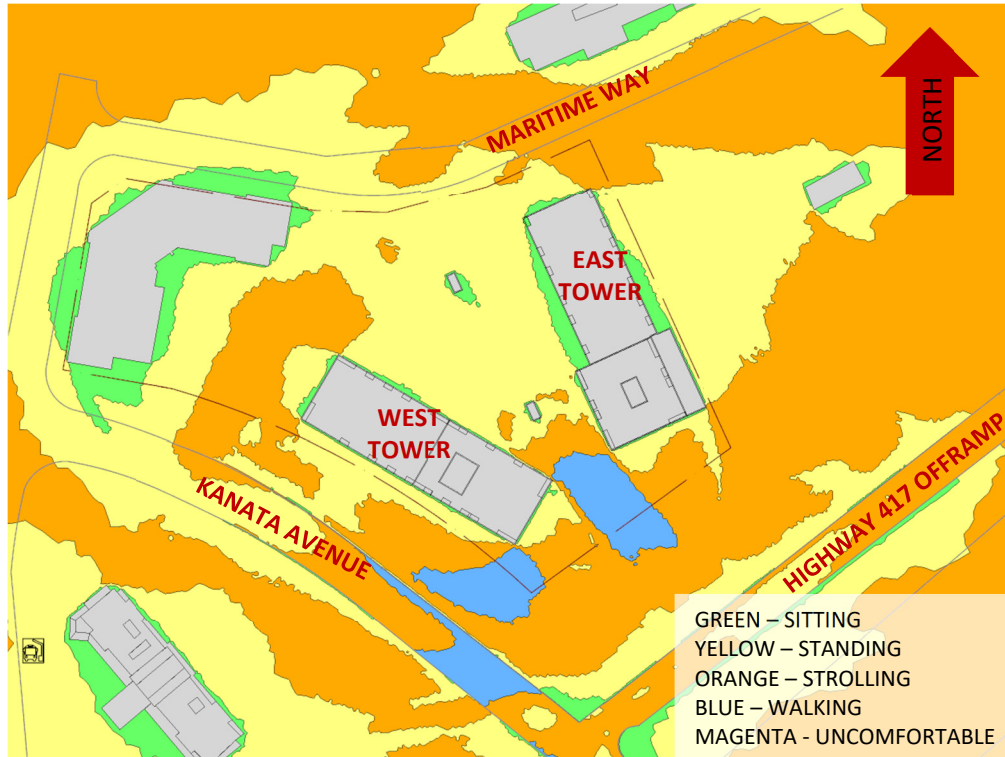 MARITIME WAY
NORTH
EAST
TOWER
WEST
TOWER
KANATA AVENUE
HIGHWAY 417 OFFRAMP
GREEN – SITTING
YELLOW – STANDING
ORANGE – STROLLING
BLUE – WALKING
MAGENTA - UNCOMFORTABLE